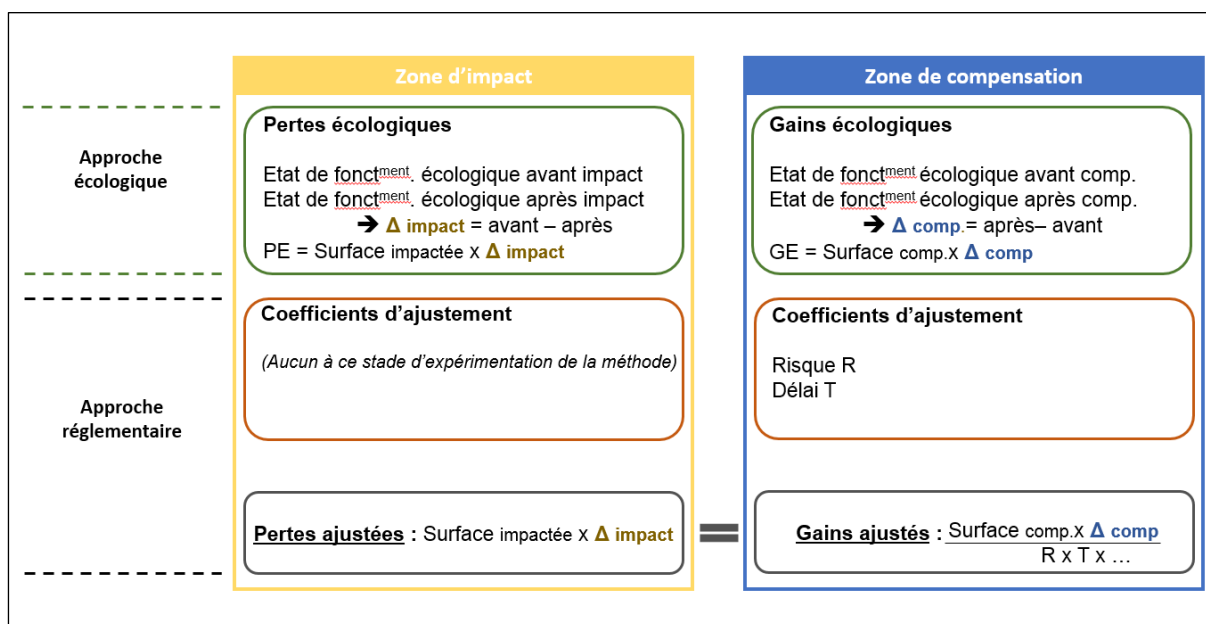 Zone d'impact
Zone de compensation
Approche
écologique
Pertes écologiques
Etat de fonctment. écologique avant impact
Etat de fonctment. écologique après impact
➔ Δ impact = avant – après
PE = Surface impactée x Δ impact
Gains écologiques
Etat de fonctment écologique avant comp.
Etat de fonctment écologique après comp.
➔ Δ comp.= après– avant
GE = Surface comp.x Δ comp
Approche
réglementaire
Coefficients d'ajustement
(Aucun à ce stade d'expérimentation de la méthode)
Coefficients d'ajustement
Risque R
Délai T
Pertes ajustées : Surface impactée x Δ impact
=
Gains ajustés : Surface comp.x Δ comp
R x T x …